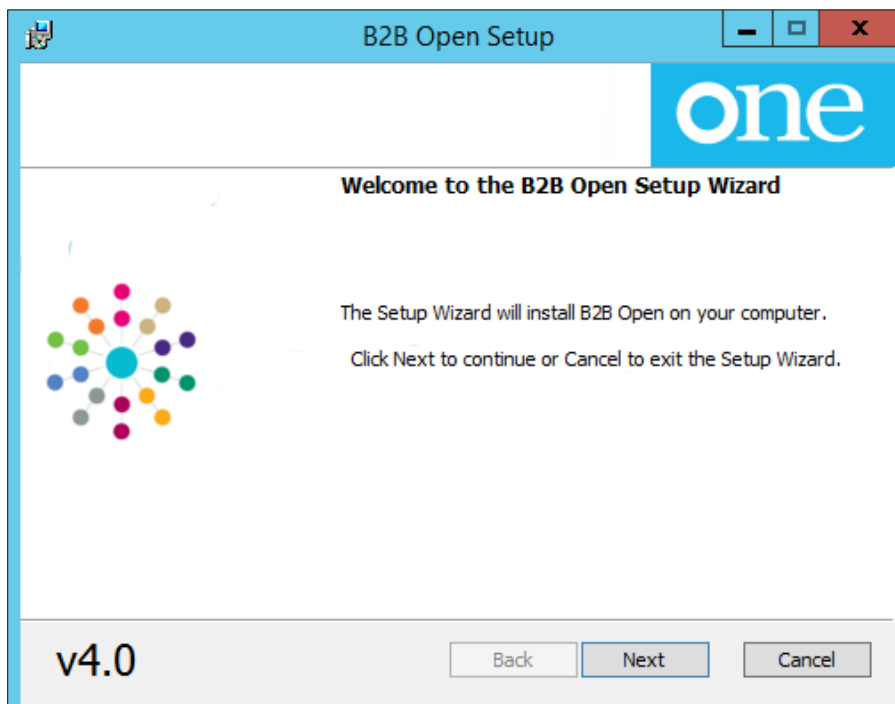 B2B Open Setup
one
Welcome to the B2B Open Setup Wizard
The Setup Wizard will install B2B Open on your computer.
Click Next to continue or Cancel to exit the Setup Wizard.
v4.0
Back
Next
Cancel